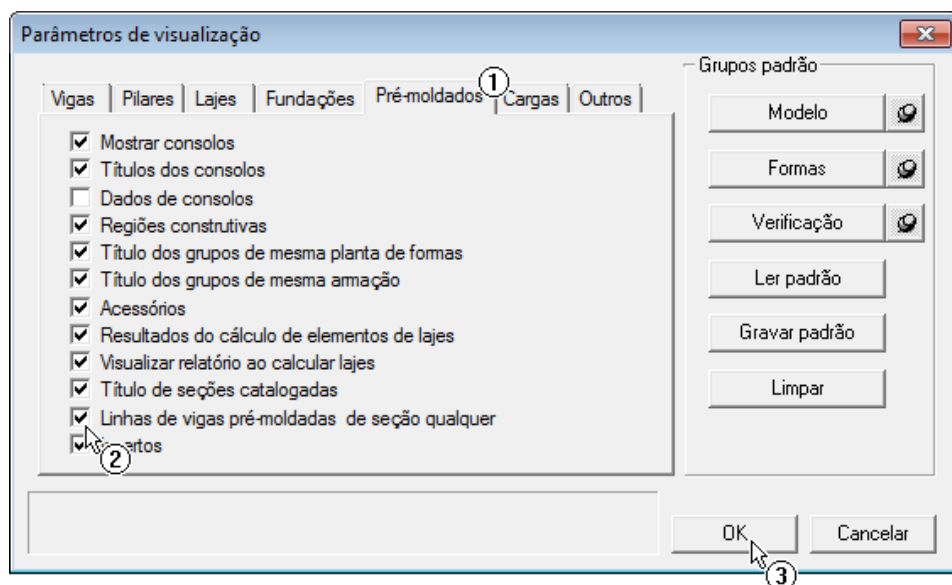 Parâmetros de visualização
Vigas Pilares Lajes Fundações Pré-moldados 1 Cargas Outros
Mostrar consolos
Títulos dos consolos
Dados de consolos
Regiões construtivas
Título dos grupos de mesma planta de formas
Título dos grupos de mesma armação
Acessórios
Resultados do cálculo de elementos de lajes
Visualizar relatório ao calcular lajes
Título de seções catalogadas
Linhas de vigas pré-moldadas de seção qualquer
2
Grupos padrão
Modelo
Formas
Verificação
Ler padrão
Gravar padrão
Limpar
OK Cancelar
3